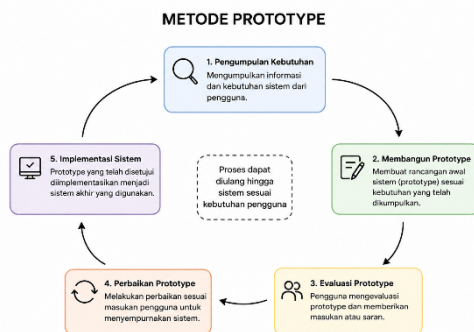 METODE PROTOTYPE
1. Pengumpulan Kebutuhan
Mengumpulkan informasi
dan kebutuhan sistem dari
pengguna.
2. Membangun Prototype
Membuat rancangan awal
sistem (prototype) sesuai
kebutuhan yang telah
dikumpulkan.
3. Evaluasi Prototype
Pengguna mengevaluasi
prototype dan memberikan
masukan atau saran.
4. Perbaikan Prototype
Melakukan perbaikan sesuai
masukan pengguna untuk
menyempurnakan sistem.
5. Implementasi Sistem
Prototype yang telah disetujui
diimplementasikan menjadi
sistem akhir yang digunakan.
Proses dapat
diulang hingga
sistem sesuai
kebutuhan pengguna